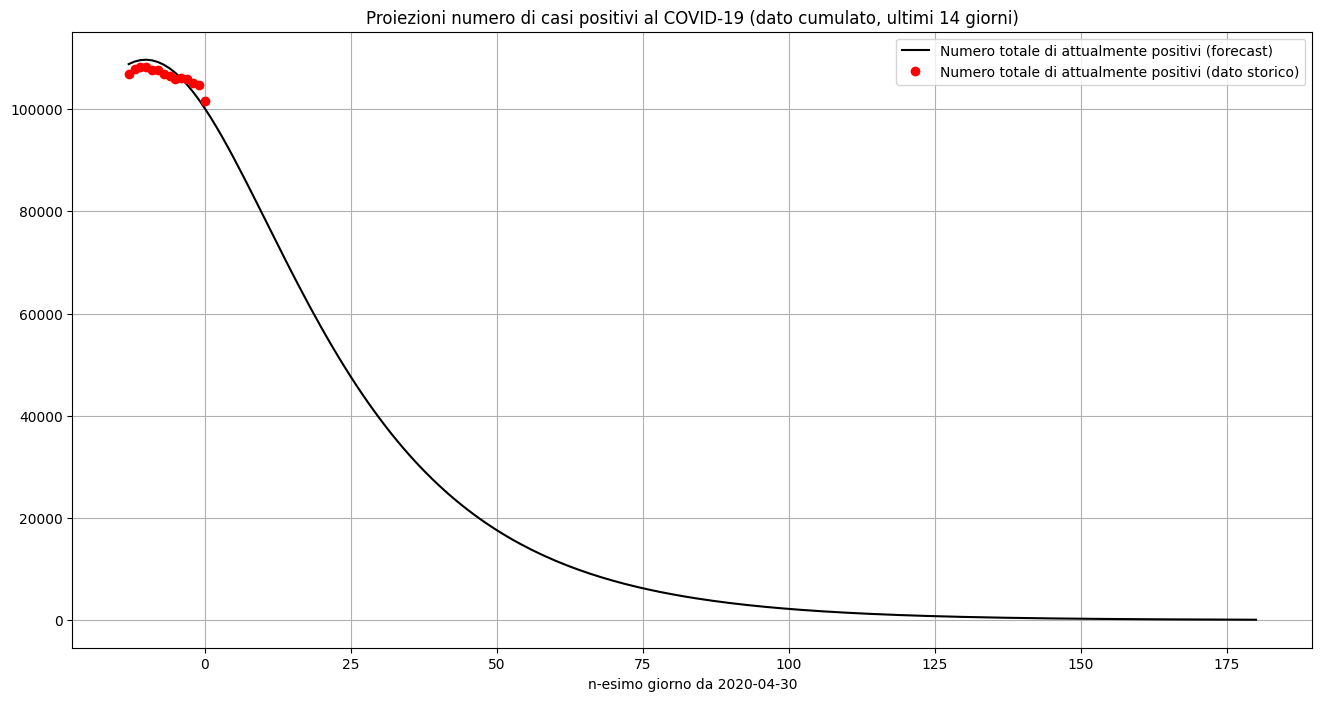 Proiezioni numero di casi positivi al COVID-19 (dato cumulato, ultimi 14 giorni)
Numero totale di attualmente positivi (forecast)
Numero totale di attualmente positivi (dato storico)
100000
80000
60000
40000
20000
0
0 25 50 75 100 125 150 175
n-esimo giorno da 2020-04-30